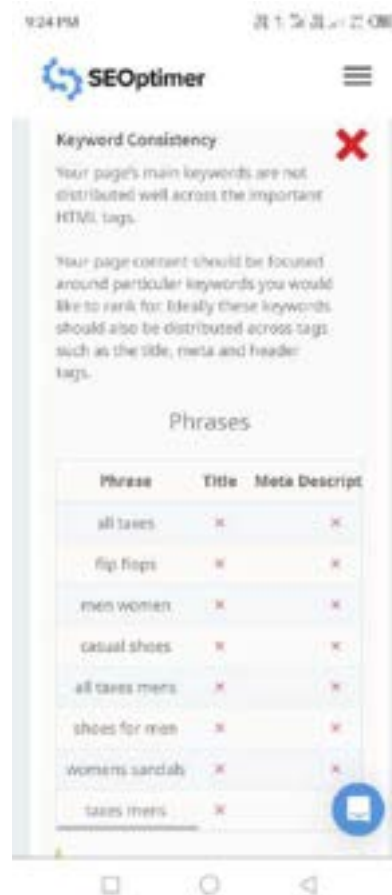 9:24 PM
SEOptimer
Keyword Consistency
Your page's main keywords are not
distributed well across the important
HTML tags.
Your page content should be focused
around particular keywords you would
like to rank for. Ideally these keywords
should also be distributed across tags
such as the title, meta and header
tags.
Phrases
Phrase Title Meta Descript
all taxes × ×
flip flops × ×
men women × ×
casual shoes × ×
all taxes mens × ×
shoes for men × ×
womens sandals × ×
taxes mens ×